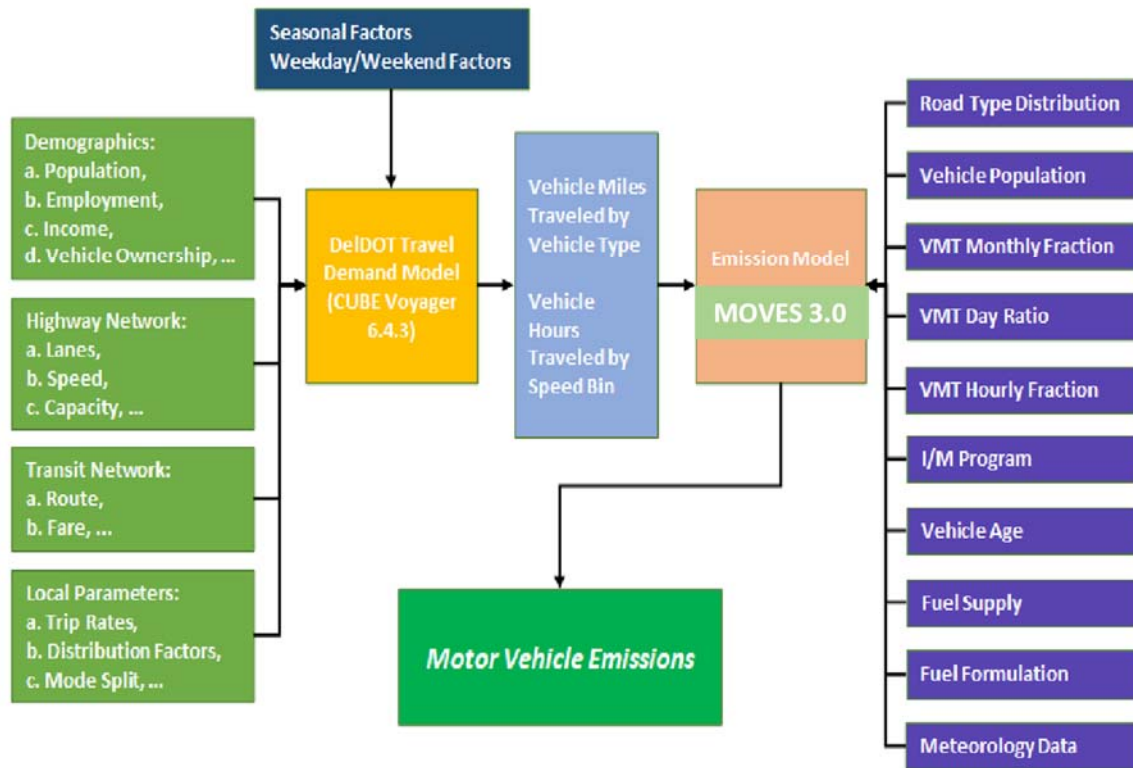 Seasonal Factors
Weekday/Weekend Factors
Demographics:
a. Population,
b. Employment,
c. Income,
d. Vehicle Ownership, ...
Highway Network:
a. Lanes,
b. Speed,
c. Capacity, ...
Transit Network:
a. Route,
b. Fare, ...
Local Parameters:
a. Trip Rates,
b. Distribution Factors,
c. Mode Split, ...
DelDOT Travel
Demand Model
(CUBE Voyager
6.4.3)
Vehicle Miles
Traveled by
Vehicle Type
Vehicle
Hours
Traveled by
Speed Bin
Emission Model
MOVES 3.0
Motor Vehicle Emissions
Road Type Distribution
Vehicle Population
VMT Monthly Fraction
VMT Day Ratio
VMT Hourly Fraction
I/M Program
Vehicle Age
Fuel Supply
Fuel Formulation
Meteorology Data